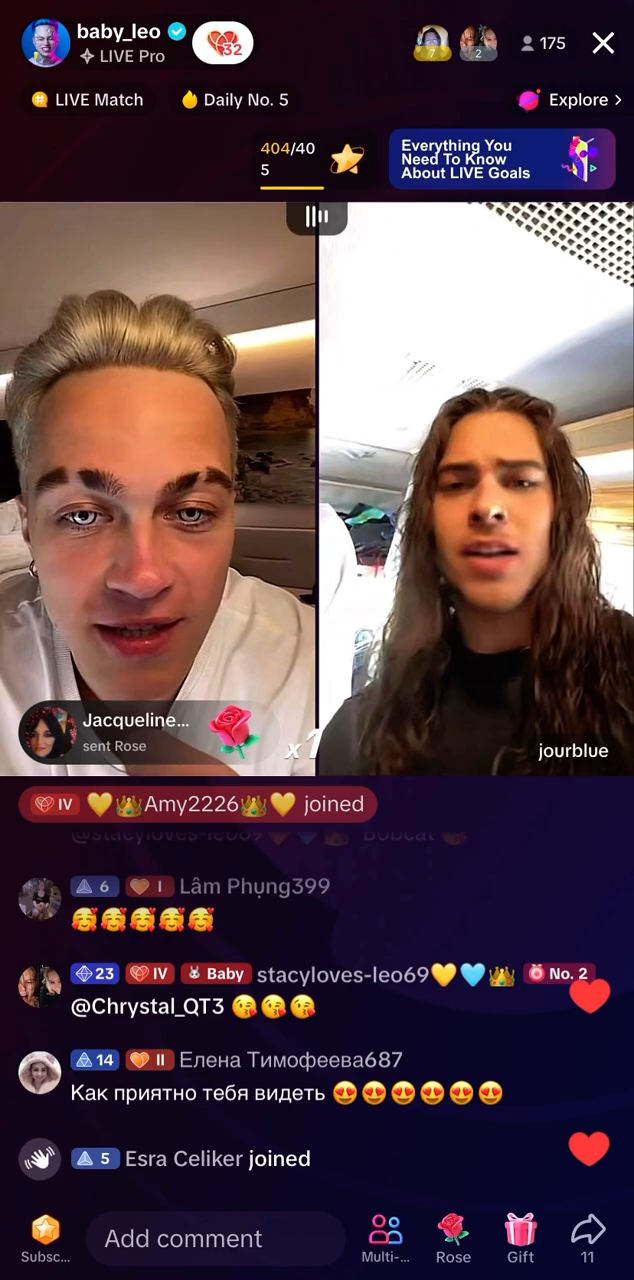 baby_leo
LIVE Pro
32
7
2
175
LIVE Match
Daily No. 5
Explore >
404/40
5
Everything You
Need To Know
About LIVE Goals
Jacqueline...
sent Rose
x1
jourblue
IV 💛👑Amy2226👑💛 joined
@stacyloves-leo69💛🩵👑 Bobcat
6 I Lâm Phụng399
🥰🥰🥰🥰🥰
23 IV Baby stacyloves-leo69💛🩵👑 No. 2
@Chrystal_QT3 😘😘😘
14 II Елена Тимофеева687
Как приятно тебя видеть 😍😍😍😍😍😍
5 Esra Celiker joined
Add comment
Subsc...
Multi-...
Rose
Gift
11